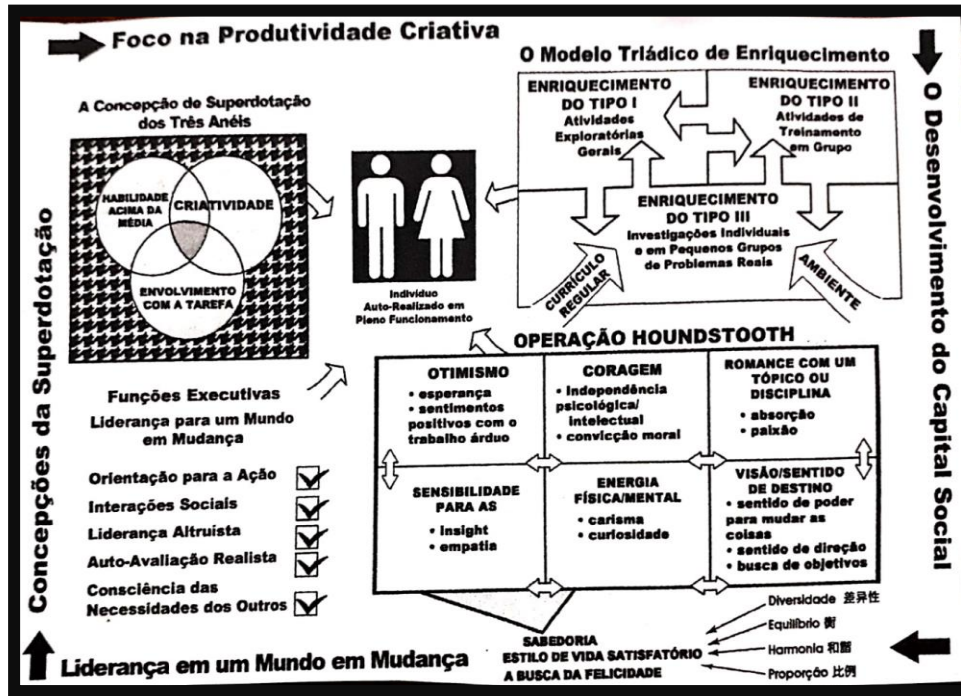 Foco na Produtividade Criativa
O Modelo Triádico de Enriquecimento
A Concepção de Superdotação
dos Três Anéis
HABILIDADE
ACIMA DA
MÉDIA
CRIATIVIDADE
ENVOLVIMENTO
COM A TAREFA
Indivíduo
Auto-Realizado em
Pleno Funcionamento
ENRIQUECIMENTO
DO TIPO I
Atividades
Exploratórias
Gerais
ENRIQUECIMENTO
DO TIPO II
Atividades de
Treinamento
em Grupo
ENRIQUECIMENTO
DO TIPO III
Investigações Individuais
e em Pequenos Grupos
de Problemas Reais
CURRÍCULO
REGULAR
AMBIENTE
O Desenvolvimento do Capital Social
Concepções da Superdotação
Funções Executivas
Liderança para um Mundo
em Mudança
Orientação para a Ação
Interações Sociais
Liderança Altruísta
Auto-Avaliação Realista
Consciência das
Necessidades dos Outros
OPERAÇÃO HOUNDSTOOTH
OTIMISMO
• esperança
• sentimentos
positivos com o
trabalho árduo
CORAGEM
• Independência
psicológica/
intelectual
• convicção moral
ROMANCE COM UM
TÓPICO OU
DISCIPLINA
• absorção
• paixão
SENSIBILIDADE
PARA AS
• insight
• empatia
ENERGIA
FÍSICA/MENTAL
• carisma
• curiosidade
VISÃO/SENTIDO
DE DESTINO
• sentido de poder
para mudar as
coisas
• sentido de direção
• busca de objetivos
SABEDORIA
ESTILO DE VIDA SATISFATÓRIO
A BUSCA DA FELICIDADE
Diversidade 差异性
Equilíbrio 衡
Harmonia 和
Proporção 比例
Liderança em um Mundo em Mudança